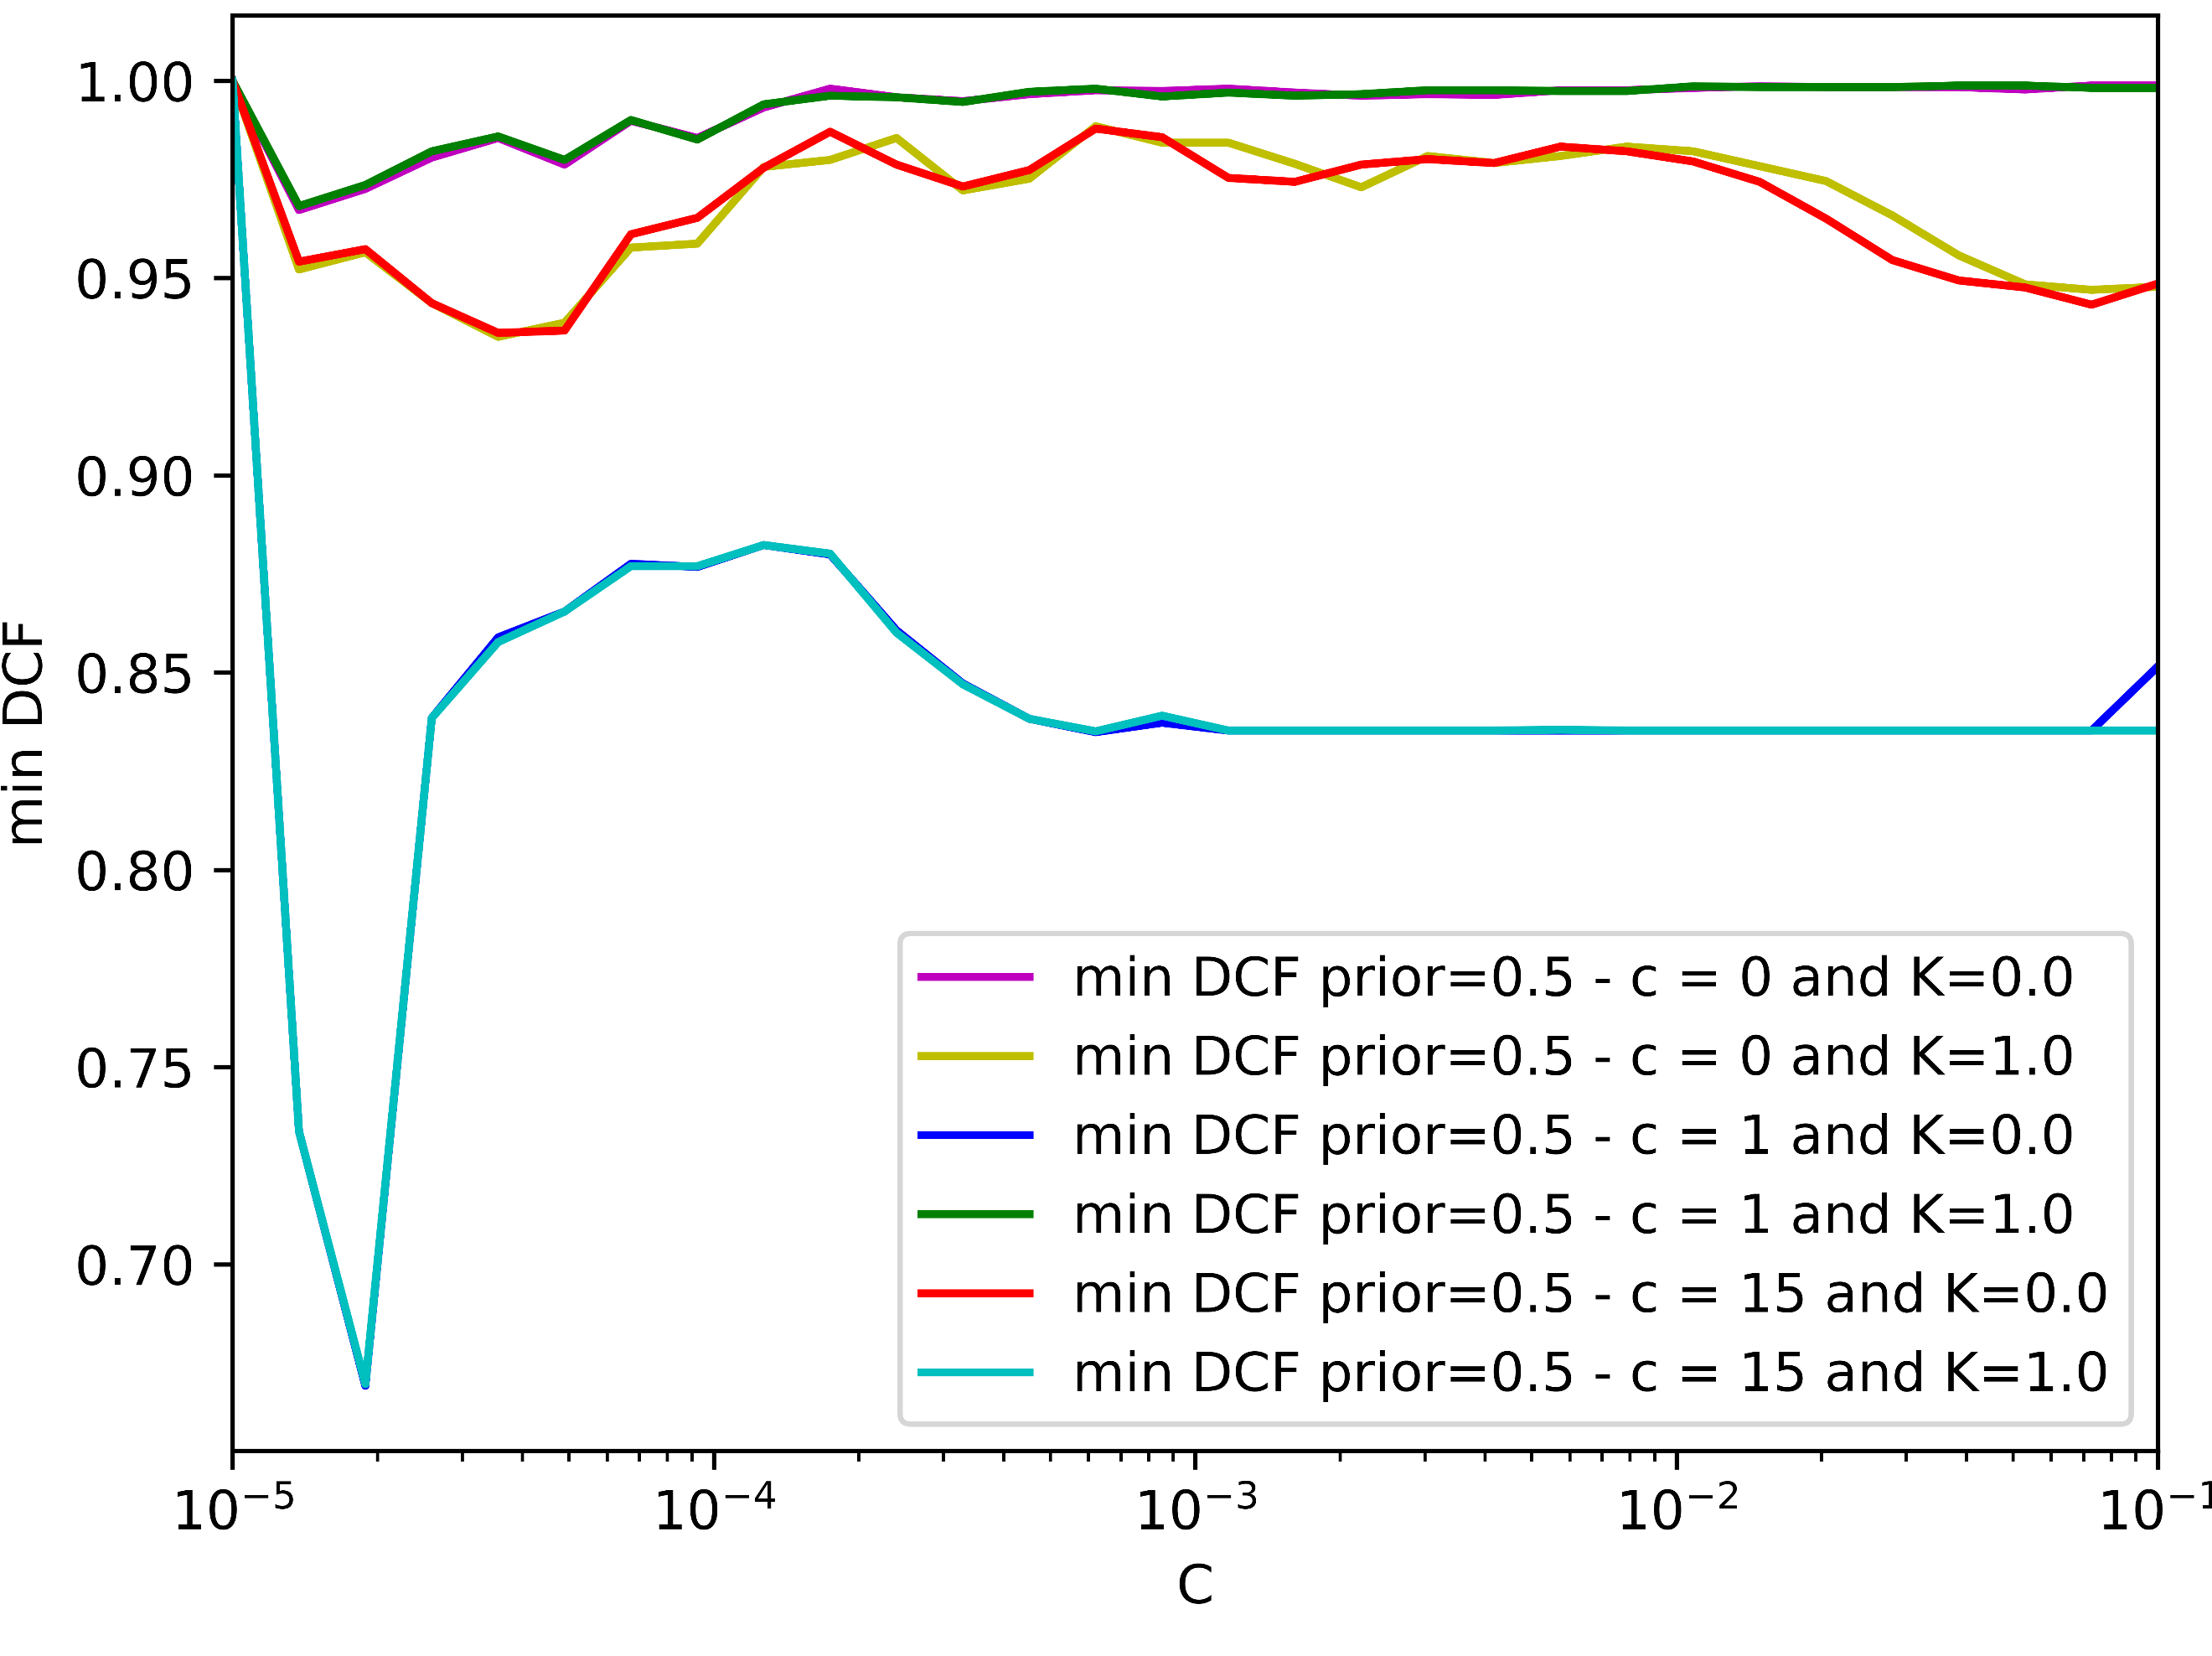 1.00
0.95
0.90
0.85
0.80
0.75
0.70
min DCF
min DCF prior=0.5 - c = 0 and K=0.0
min DCF prior=0.5 - c = 0 and K=1.0
min DCF prior=0.5 - c = 1 and K=0.0
min DCF prior=0.5 - c = 1 and K=1.0
min DCF prior=0.5 - c = 15 and K=0.0
min DCF prior=0.5 - c = 15 and K=1.0
10⁻⁵ 10⁻⁴ 10⁻³ 10⁻² 10⁻¹
C